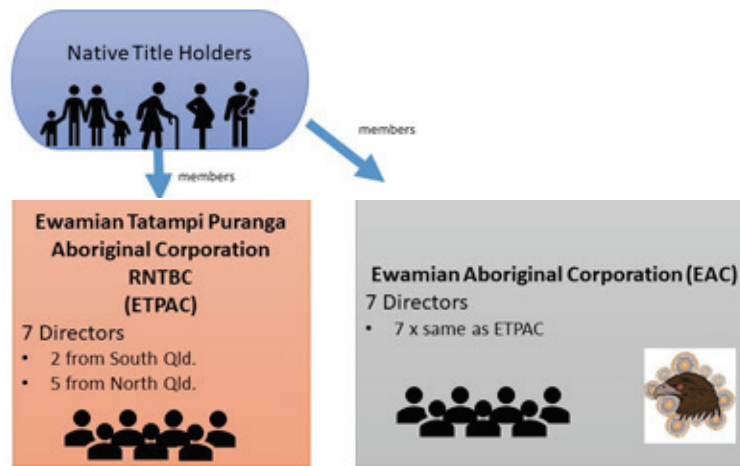 Native Title Holders
members
members
Ewamian Tatampi Puranga
Aboriginal Corporation
RNTBC
(ETPAC)
7 Directors
• 2 from South Qld.
• 5 from North Qld.
Ewamian Aboriginal Corporation (EAC)
7 Directors
• 7 x same as ETPAC